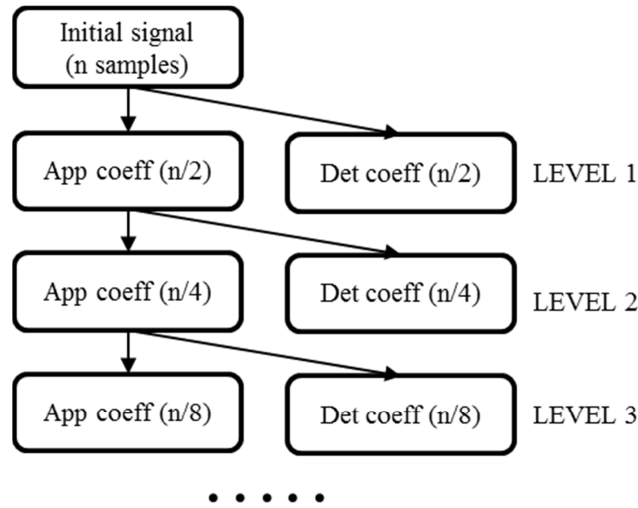 Initial signal
(n samples)
App coeff (n/2)
Det coeff (n/2)
LEVEL 1
App coeff (n/4)
Det coeff (n/4)
LEVEL 2
App coeff (n/8)
Det coeff (n/8)
LEVEL 3
.....